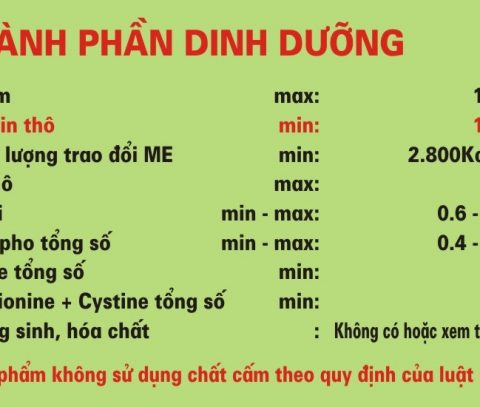 ÀNH PHẦN DINH DƯỠNG
m max: 1
in thô min: 1
lượng trao đổi ME min: 2.800Kc
ô max:
i min - max: 0.6 -
pho tổng số min - max: 0.4 -
e tổng số min:
ionine + Cystine tổng số min:
g sinh, hóa chất : Không có hoặc xem t
phẩm không sử dụng chất cấm theo quy định của luật